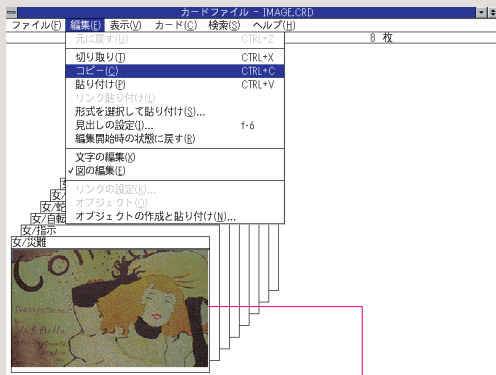 カードファイル - IMAGE.CRD
ファイル(F) 編集(E) 表示(V) カード(C) 検索(S) ヘルプ(H)
元に戻す(U) CTRL+Z
8 枚
切り取り(T) CTRL+X
コピー(C) CTRL+C
貼り付け(P) CTRL+V
リンク貼り付け(L)
形式を選択して貼り付け(S)...
見出しの設定(I)... f・6
編集開始時の状態に戻す(R)
文字の編集(X)
✓図の編集(E)
リンクの設定(K)...
オブジェクト(O)
オブジェクトの作成と貼り付け(N)...
女/自転
女/指示
女/災難